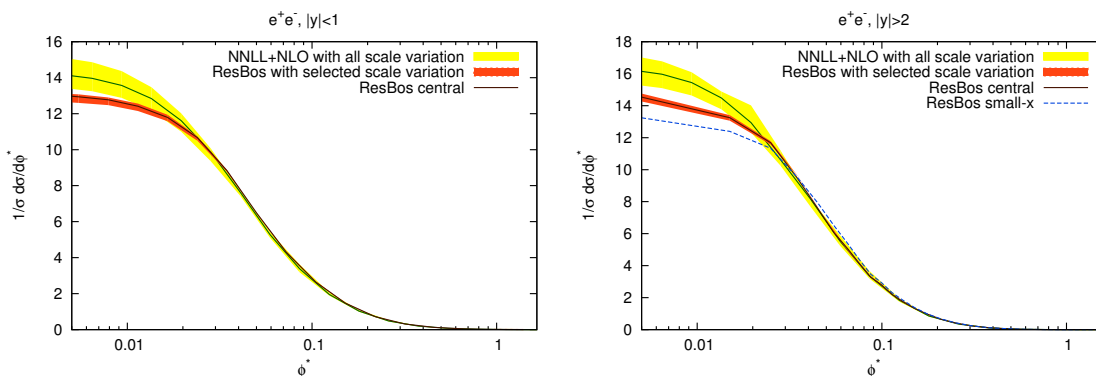 e⁺e⁻, |y|<1
16
14
12
10
8
6
4
2
0
1/σ dσ/dϕ*
NNLL+NLO with all scale variation
ResBos with selected scale variation
ResBos central
0.01
0.1
1
ϕ*
e⁺e⁻, |y|>2
18
16
14
12
10
8
6
4
2
0
1/σ dσ/dϕ*
NNLL+NLO with all scale variation
ResBos with selected scale variation
ResBos central
ResBos small-x
0.01
0.1
1
ϕ*